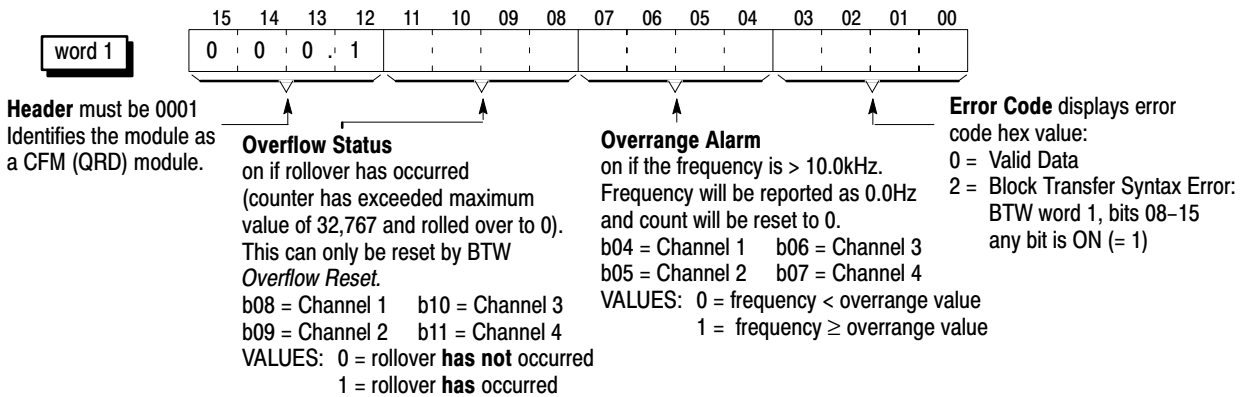 15 14 13 12 11 10 09 08 07 06 05 04 03 02 01 00
word 1
0 0 0 . 1
Header must be 0001
Identifies the module as
a CFM (QRD) module.
Overflow Status
on if rollover has occurred
(counter has exceeded maximum
value of 32,767 and rolled over to 0).
This can only be reset by BTW
Overflow Reset.
b08 = Channel 1 b10 = Channel 3
b09 = Channel 2 b11 = Channel 4
VALUES: 0 = rollover has not occurred
1 = rollover has occurred
Overrange Alarm
on if the frequency is > 10.0kHz.
Frequency will be reported as 0.0Hz
and count will be reset to 0.
b04 = Channel 1 b06 = Channel 3
b05 = Channel 2 b07 = Channel 4
VALUES: 0 = frequency < overrange value
1 = frequency ≥ overrange value
Error Code displays error
code hex value:
0 = Valid Data
2 = Block Transfer Syntax Error:
BTW word 1, bits 08–15
any bit is ON (= 1)